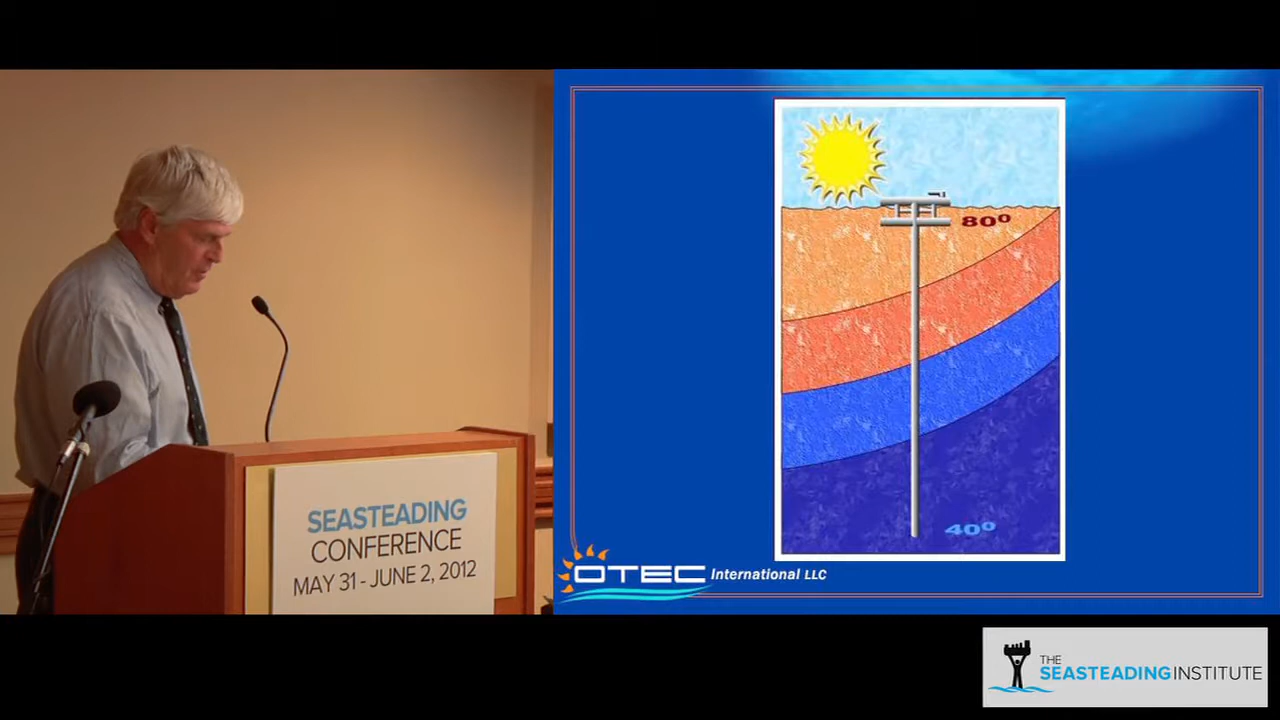 SEASTEADING
CONFERENCE
MAY 31 - JUNE 2, 2012
80°
40°
OTEC International LLC
THE
SEASTEADING INSTITUTE